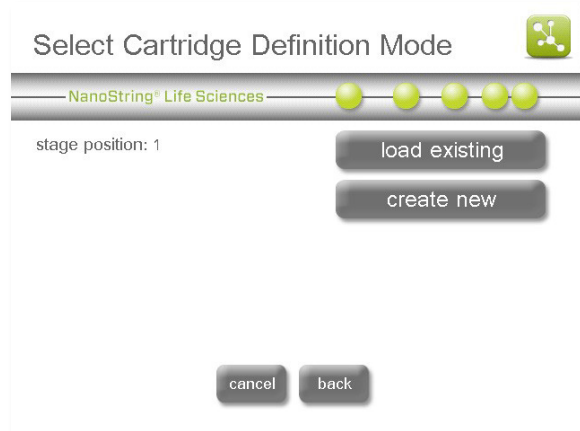 Select Cartridge Definition Mode
NanoString® Life Sciences
stage position: 1
load existing
create new
cancel
back